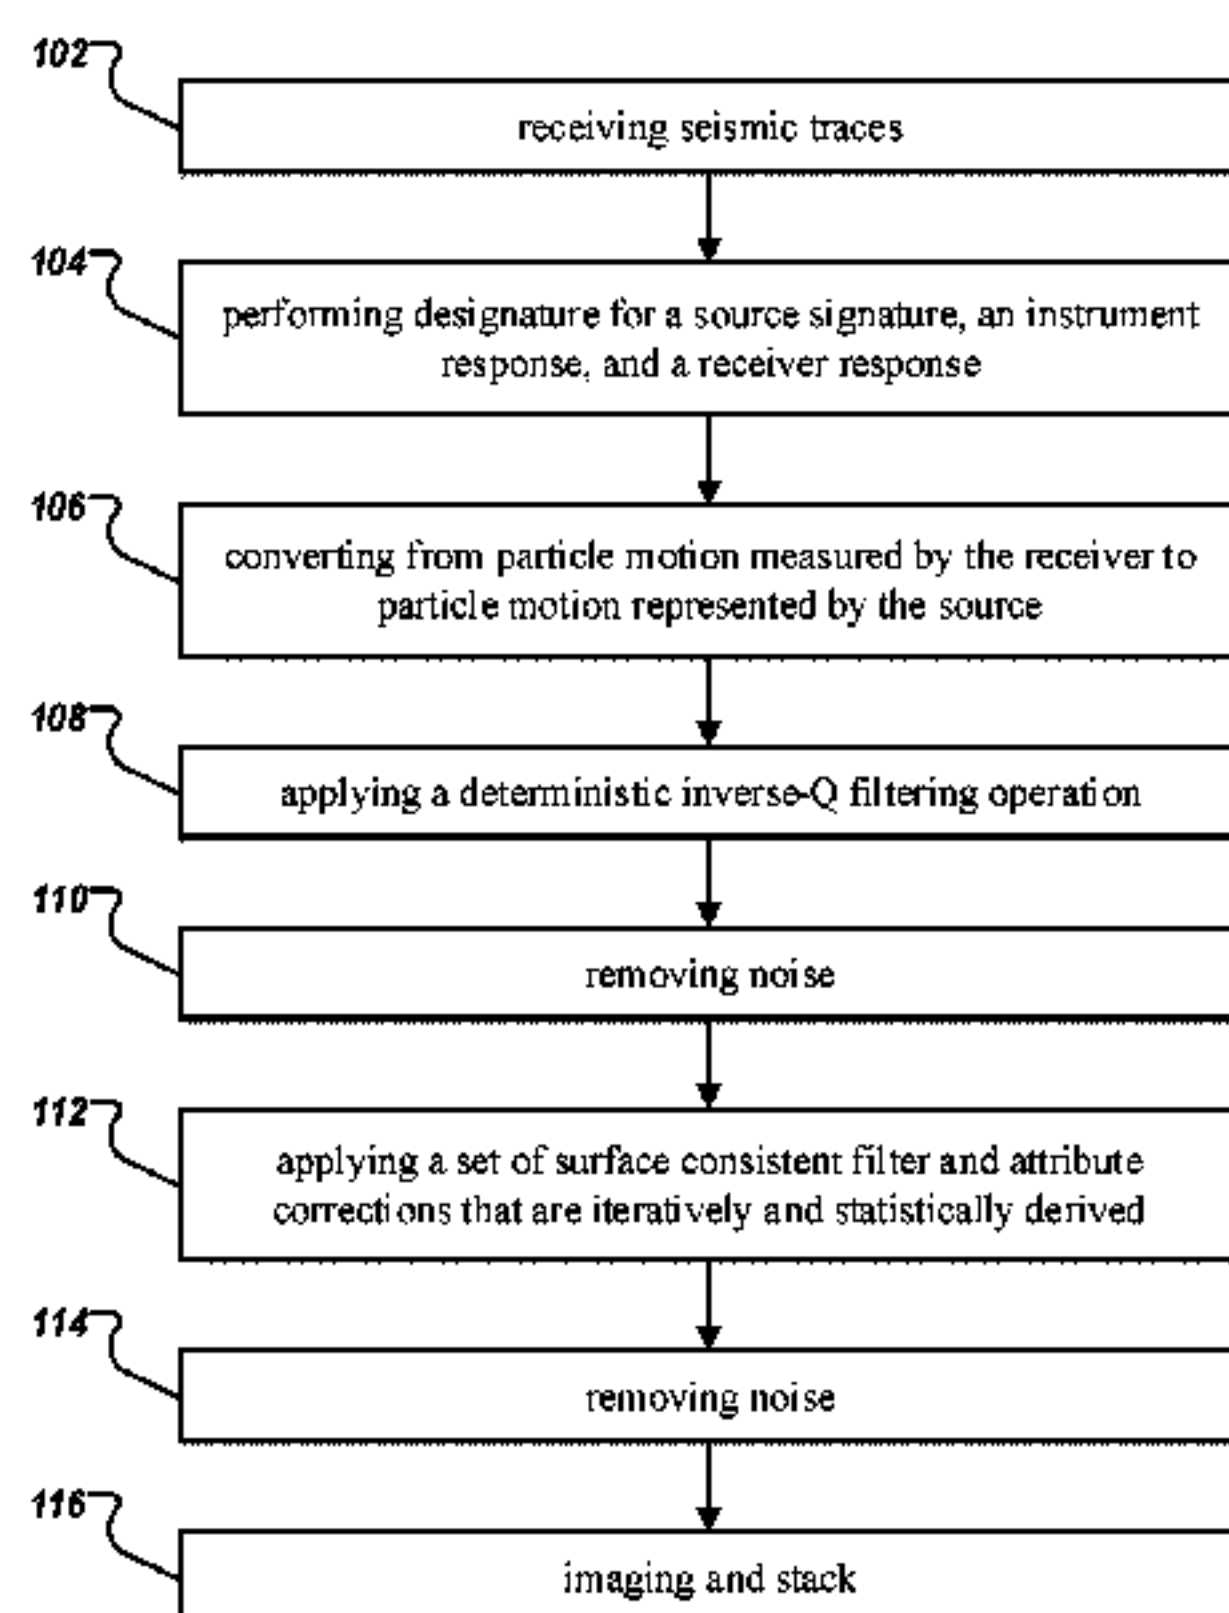 102
receiving seismic traces
104
performing designature for a source signature, an instrument
response, and a receiver response
106
converting from particle motion measured by the receiver to
particle motion represented by the source
108
applying a deterministic inverse-Q filtering operation
110
removing noise
112
applying a set of surface consistent filter and attribute
corrections that are iteratively and statistically derived
114
removing noise
116
imaging and stack